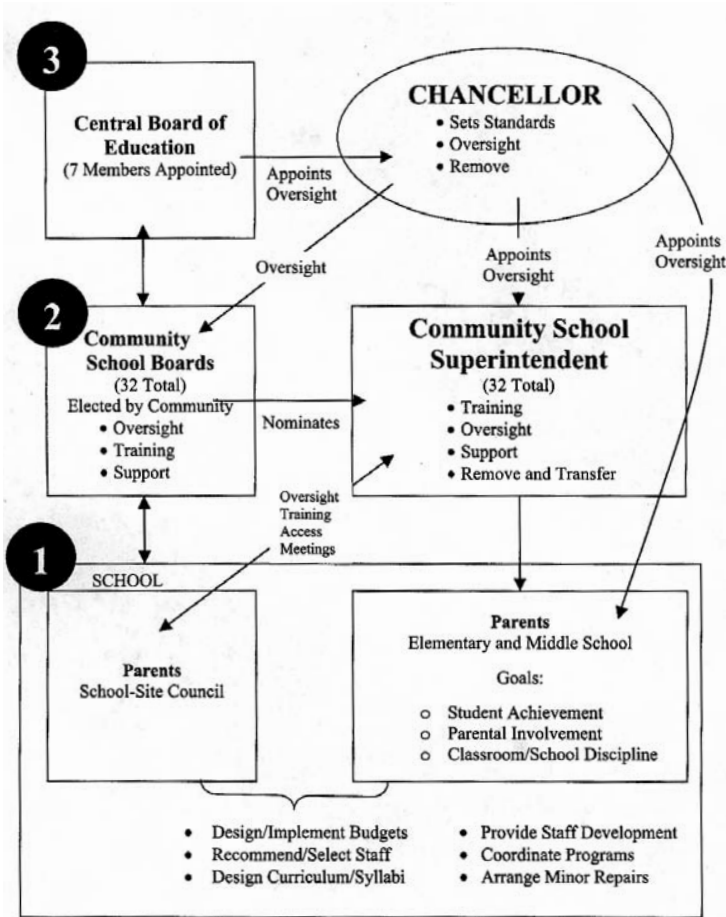 3
Central Board of
Education
(7 Members Appointed)
CHANCELLOR
• Sets Standards
• Oversight
• Remove
Appoints
Oversight
Appoints
Oversight
Oversight
Appoints
Oversight
2
Community
School Boards
(32 Total)
Elected by Community
• Oversight
• Training
• Support
Nominates
Community School
Superintendent
(32 Total)
• Training
• Oversight
• Support
• Remove and Transfer
Oversight
Training
Access
Meetings
1
SCHOOL
Parents
School-Site Council
Parents
Elementary and Middle School
Goals:
o Student Achievement
o Parental Involvement
o Classroom/School Discipline
• Design/Implement Budgets
• Recommend/Select Staff
• Design Curriculum/Syllabi
• Provide Staff Development
• Coordinate Programs
• Arrange Minor Repairs